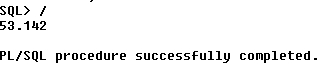 SQL> /
53.142
PL/SQL procedure successfully completed.